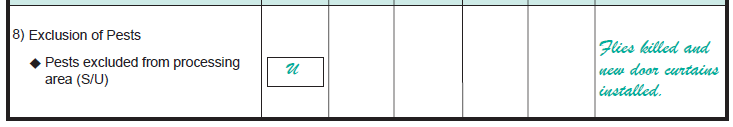 8) Exclusion of Pests
◆ Pests excluded from processing
area (S/U)
U
Flies killed and
new door curtains
installed.